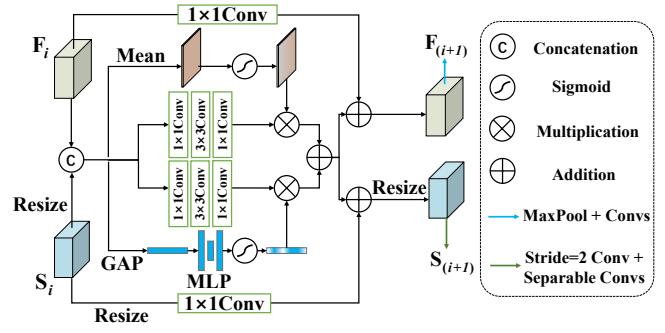 1×1Conv
F_i
Mean
F_(i+1)
C
Concatenation
Sigmoid
1×1Conv
3×3Conv
1×1Conv
Multiplication
C
Addition
1×1Conv
3×3Conv
1×1Conv
Resize
Resize
MaxPool + Convs
S_i
GAP
MLP
S_(i+1)
Stride=2 Conv +
Separable Convs
Resize
1×1Conv